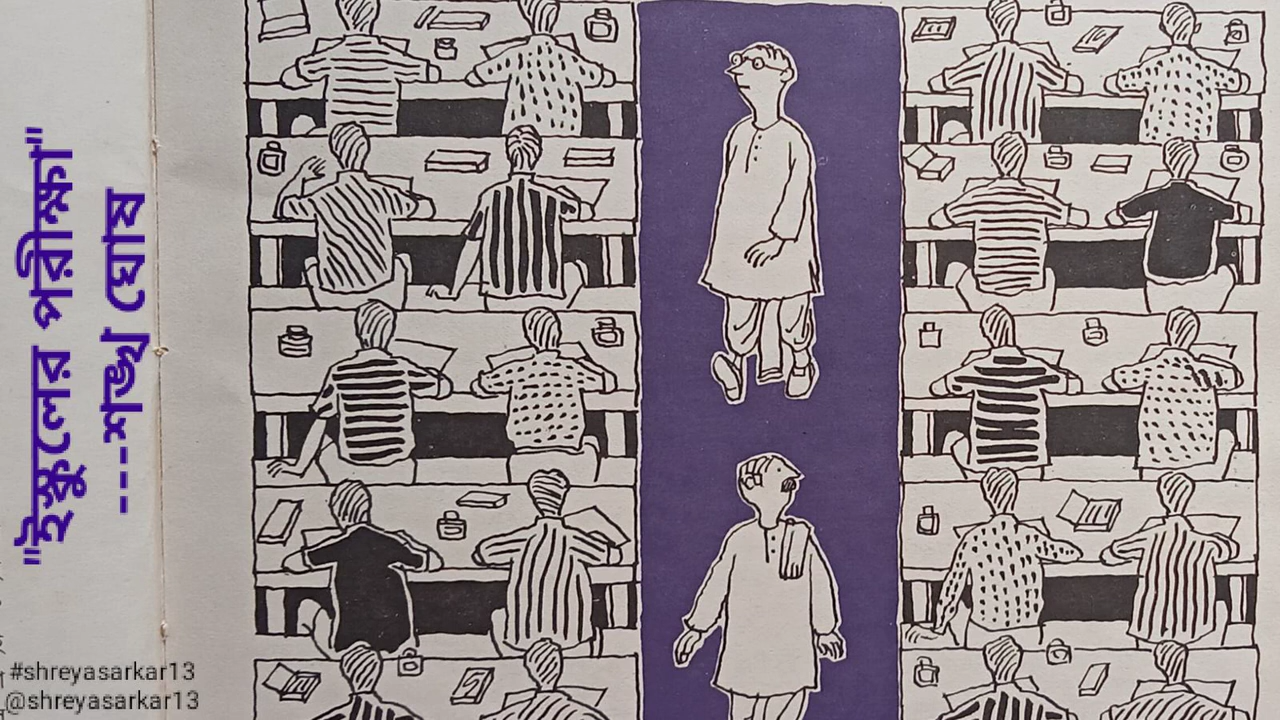 "ইস্কুলের পরীক্ষা"
---শঙ্খ ঘোষ
#shreyasarkar13
@shreyasarkar13